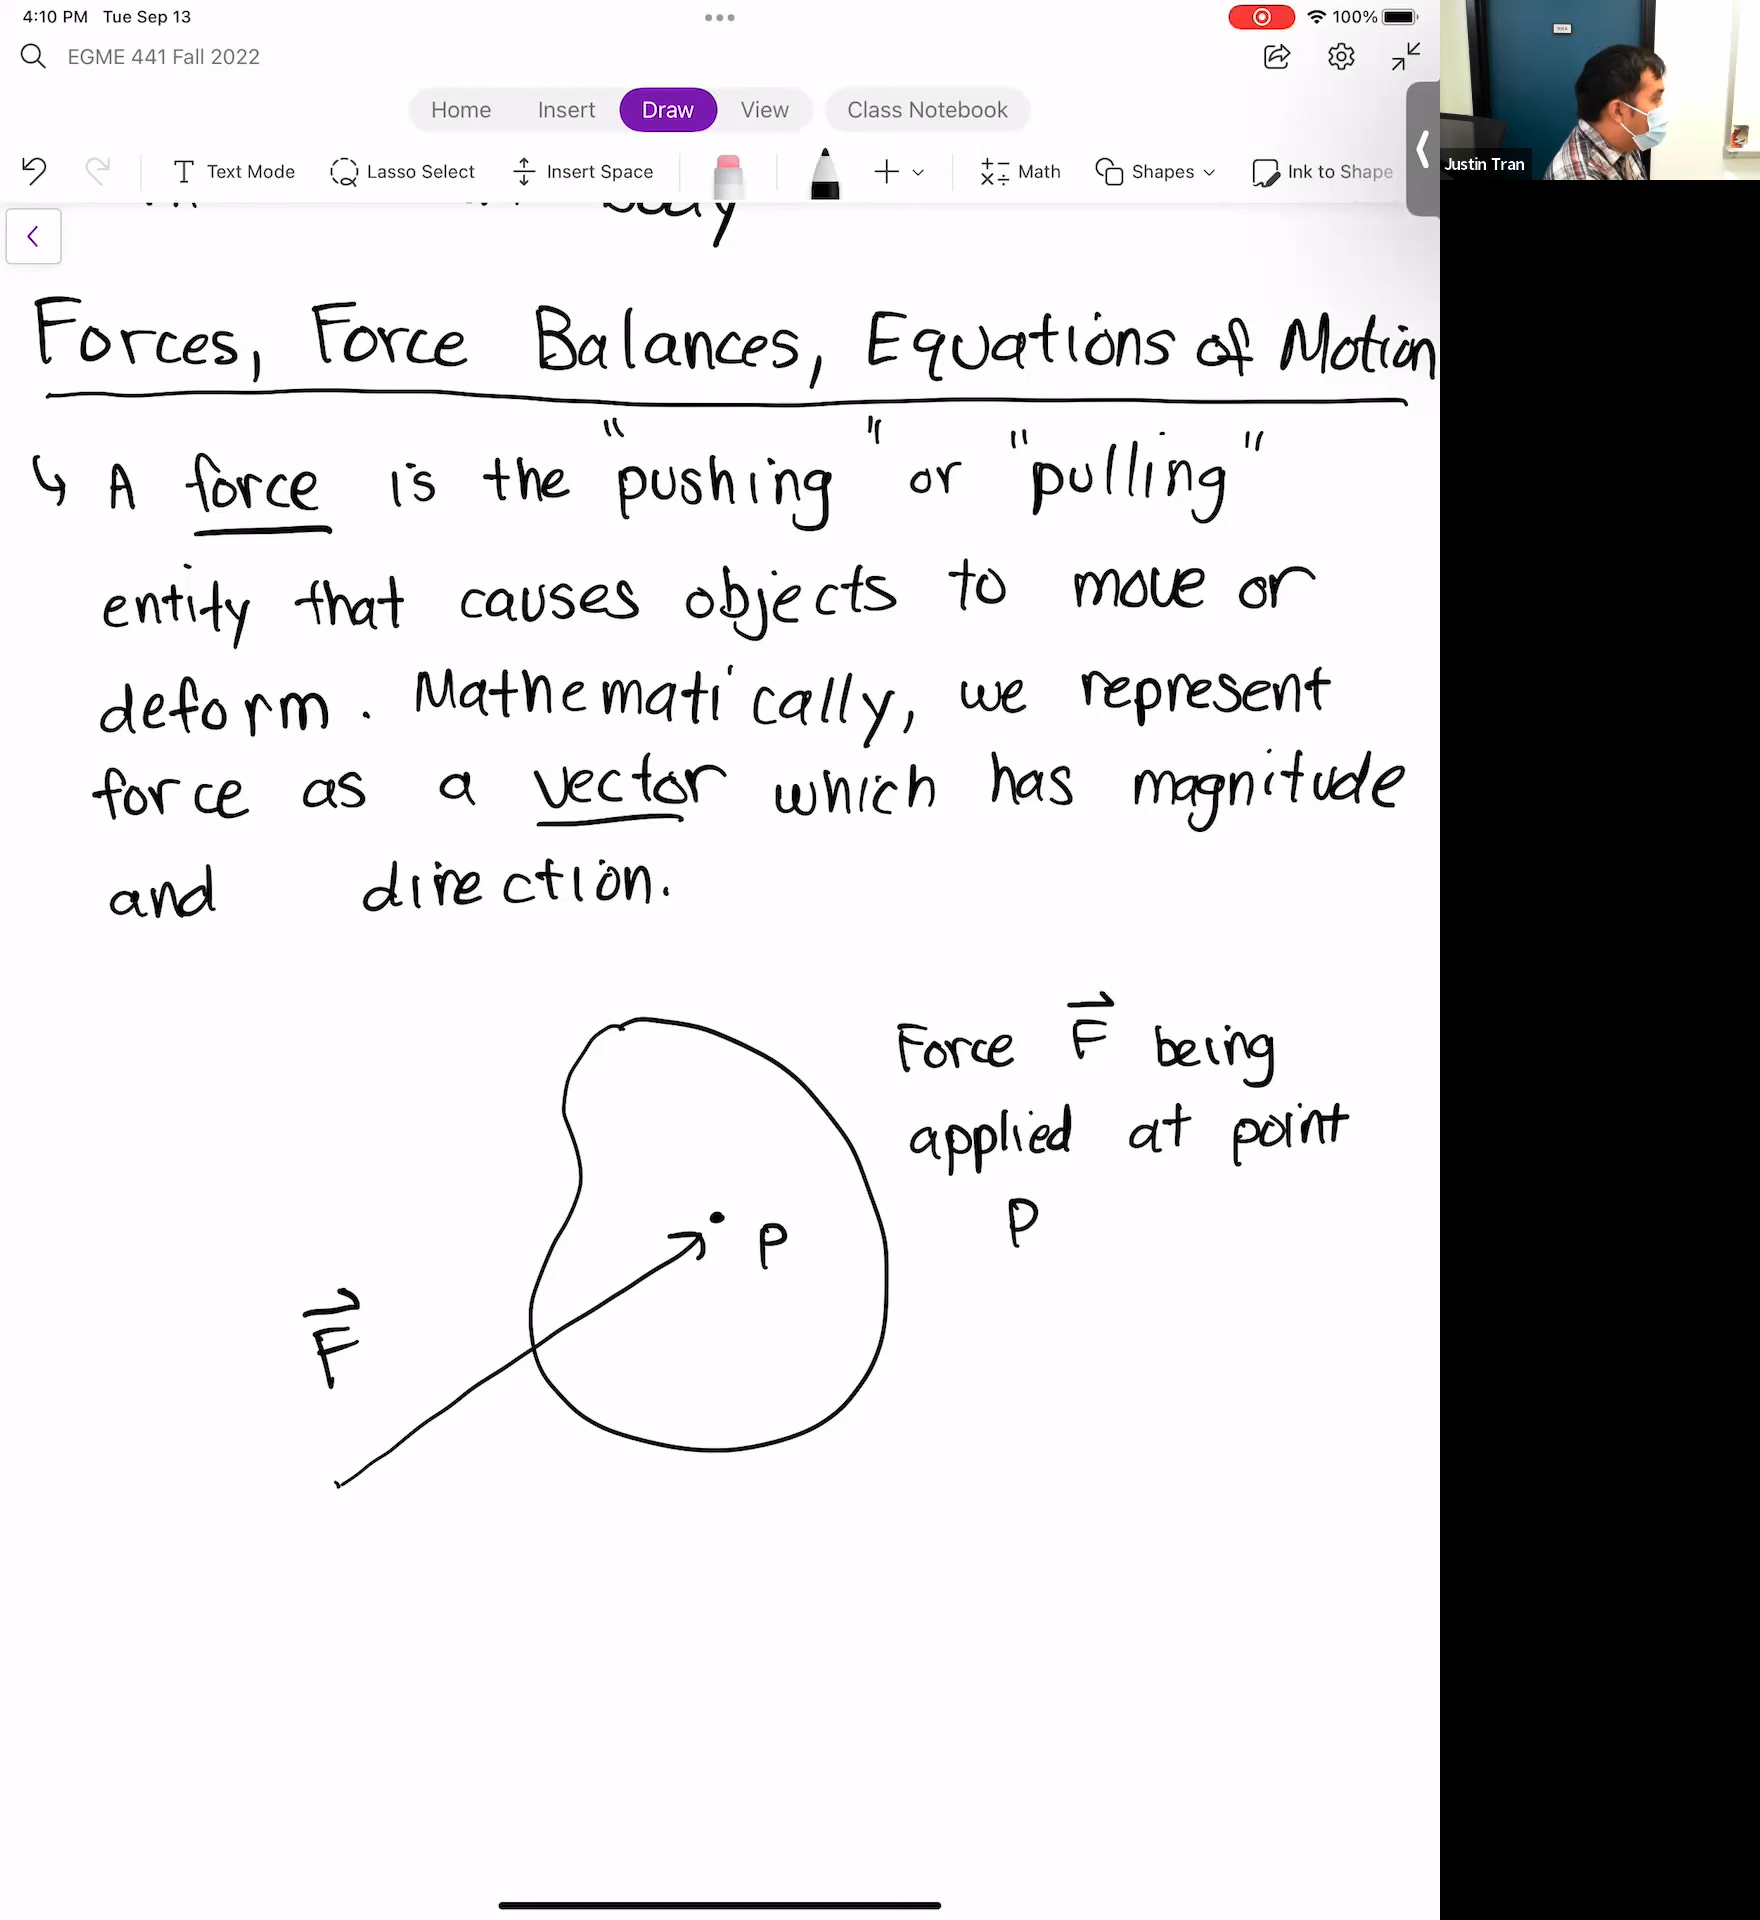 4:10 PM Tue Sep 13
100%
EGME 441 Fall 2022
Home Insert Draw View Class Notebook
Text Mode Lasso Select Insert Space Math Shapes Ink to Shape
Justin Tran
body
Forces, Force Balances, Equations of Motion
↳ A force is the "pushing" or "pulling"
entity that causes objects to move or
deform. Mathematically, we represent
force as a vector which has magnitude
and direction.
Force F⃗ being
applied at point
P
P
F⃗